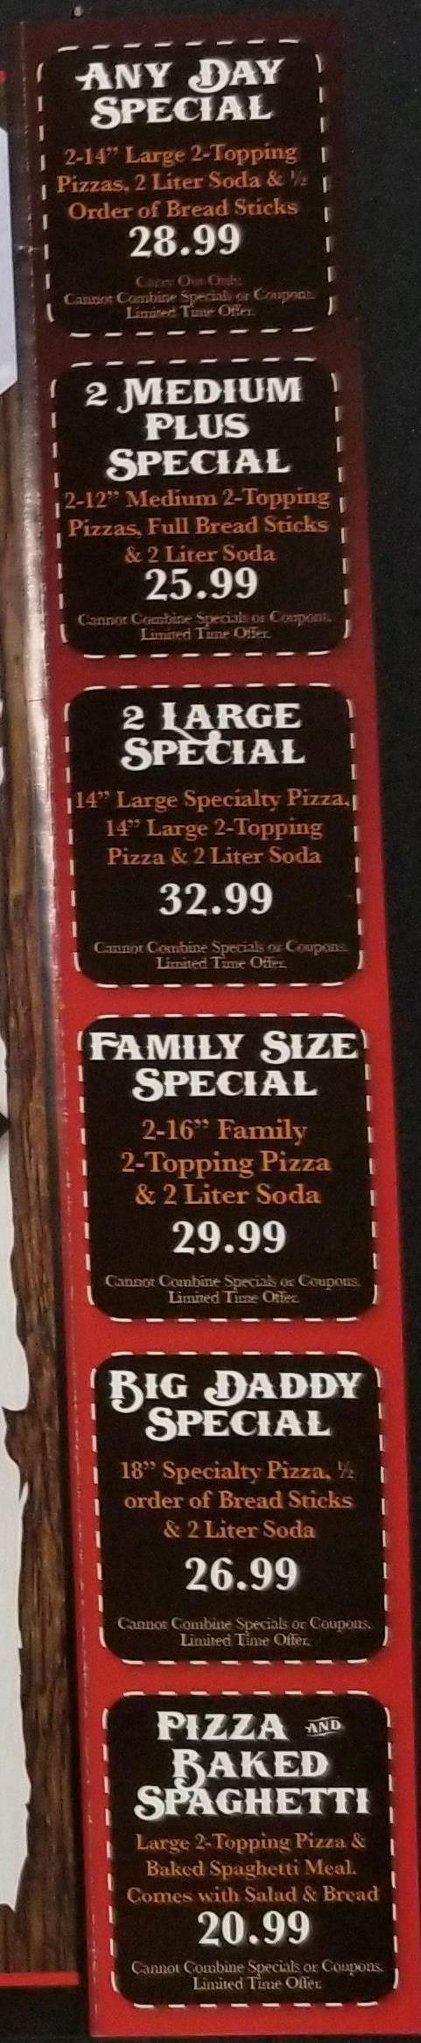 ANY DAY
SPECIAL
2-14" Large 2-Topping
Pizzas, 2 Liter Soda & ½
Order of Bread Sticks
28.99
Carry Out Only.
Cannot Combine Specials or Coupons.
Limited Time Offer.
2 MEDIUM
PLUS
SPECIAL
2-12" Medium 2-Topping
Pizzas, Full Bread Sticks
& 2 Liter Soda
25.99
Cannot Combine Specials or Coupons.
Limited Time Offer.
2 LARGE
SPECIAL
14" Large Specialty Pizza,
14" Large 2-Topping
Pizza & 2 Liter Soda
32.99
Cannot Combine Specials or Coupons.
Limited Time Offer.
FAMILY SIZE
SPECIAL
2-16" Family
2-Topping Pizza
& 2 Liter Soda
29.99
Cannot Combine Specials or Coupons.
Limited Time Offer.
BIG DADDY
SPECIAL
18" Specialty Pizza, ½
order of Bread Sticks
& 2 Liter Soda
26.99
Cannot Combine Specials or Coupons.
Limited Time Offer.
PIZZA AND
BAKED
SPAGHETTI
Large 2-Topping Pizza &
Baked Spaghetti Meal.
Comes with Salad & Bread
20.99
Cannot Combine Specials or Coupons.
Limited Time Offer.